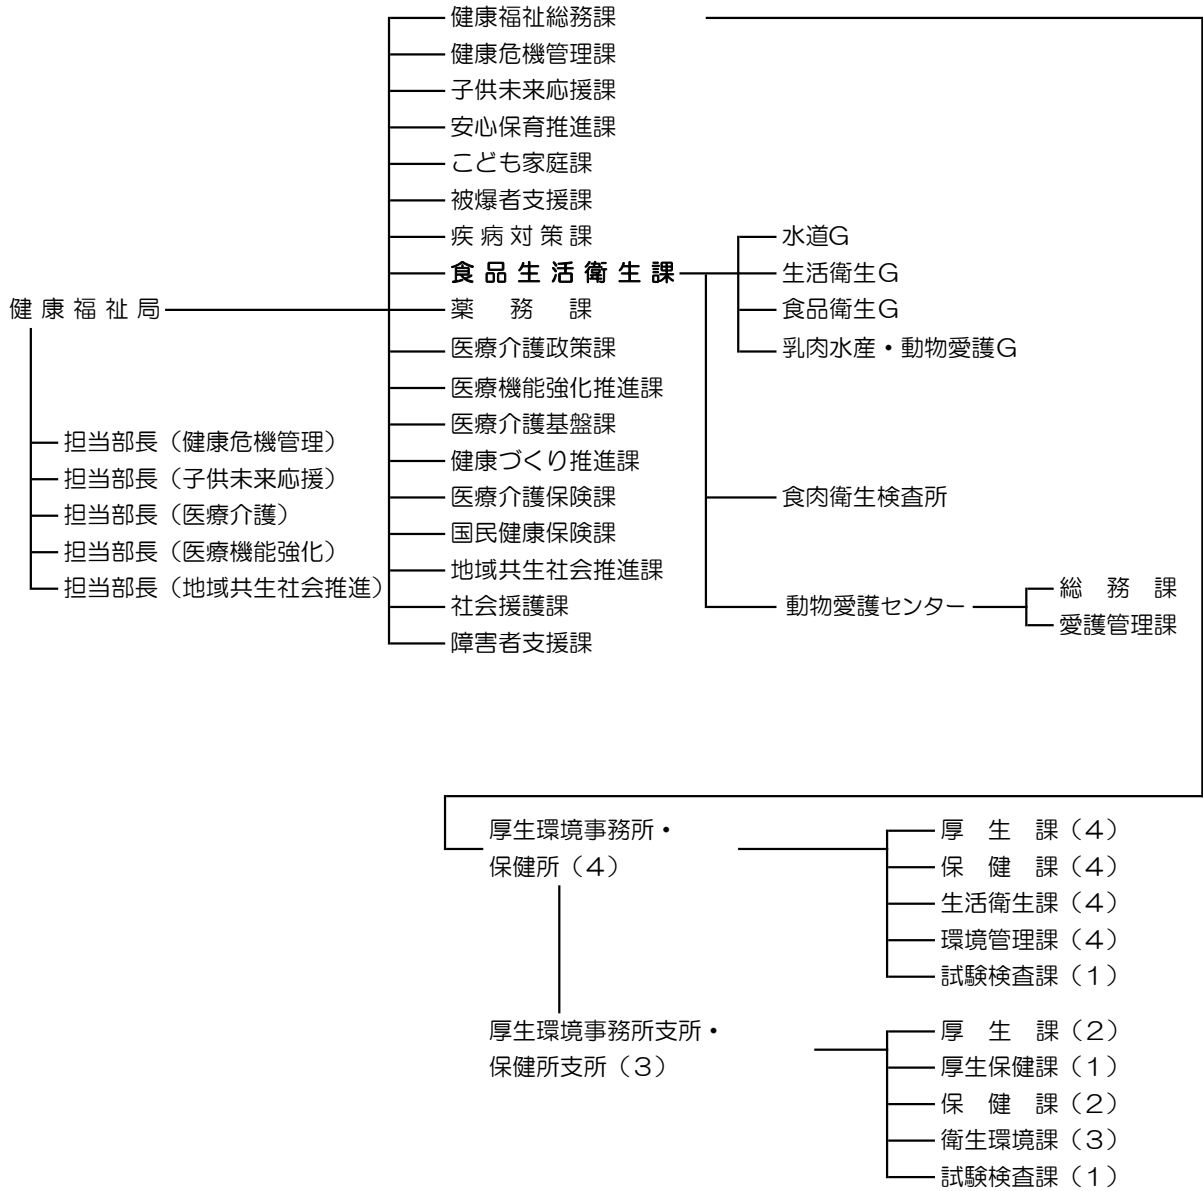 健康福祉総務課
健康危機管理課
子供未来応援課
安心保育推進課
こども家庭課
被爆者支援課
疾病対策課
水道G
食品生活衛生課
生活衛生G
健康福祉局
薬　務　課
食品衛生G
医療介護政策課
乳肉水産・動物愛護G
医療機能強化推進課
医療介護基盤課
担当部長（健康危機管理）
健康づくり推進課
担当部長（子供未来応援）
医療介護保険課
食肉衛生検査所
担当部長（医療介護）
国民健康保険課
担当部長（医療機能強化）
地域共生社会推進課
担当部長（地域共生社会推進）
社会援護課
動物愛護センター
総　務　課
愛護管理課
障害者支援課
厚生環境事務所・
保健所（4）
厚　生　課（4）
保　健　課（4）
生活衛生課（4）
環境管理課（4）
試験検査課（1）
厚生環境事務所支所・
保健所支所（3）
厚　生　課（2）
厚生保健課（1）
保　健　課（2）
衛生環境課（3）
試験検査課（1）